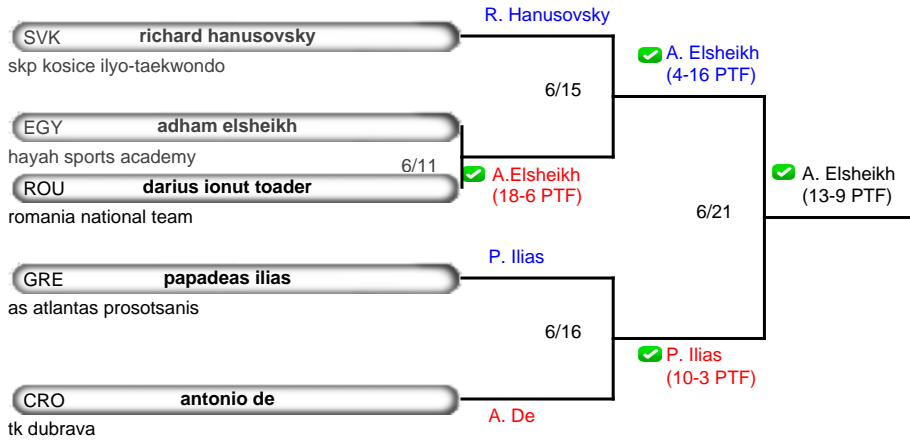 R. Hanusovsky
SVK richard hanusovsky
skp kosice ilyo-taekwondo
A. Elsheikh
(4-16 PTF)
6/15
EGY adham elsheikh
hayah sports academy
6/11
A.Elsheikh
(18-6 PTF)
ROU darius ionut toader
romania national team
A. Elsheikh
(13-9 PTF)
6/21
P. Ilias
GRE papadeas ilias
as atlantas prosotsanis
6/16
P. Ilias
(10-3 PTF)
CRO antonio de
tk dubrava
A. De